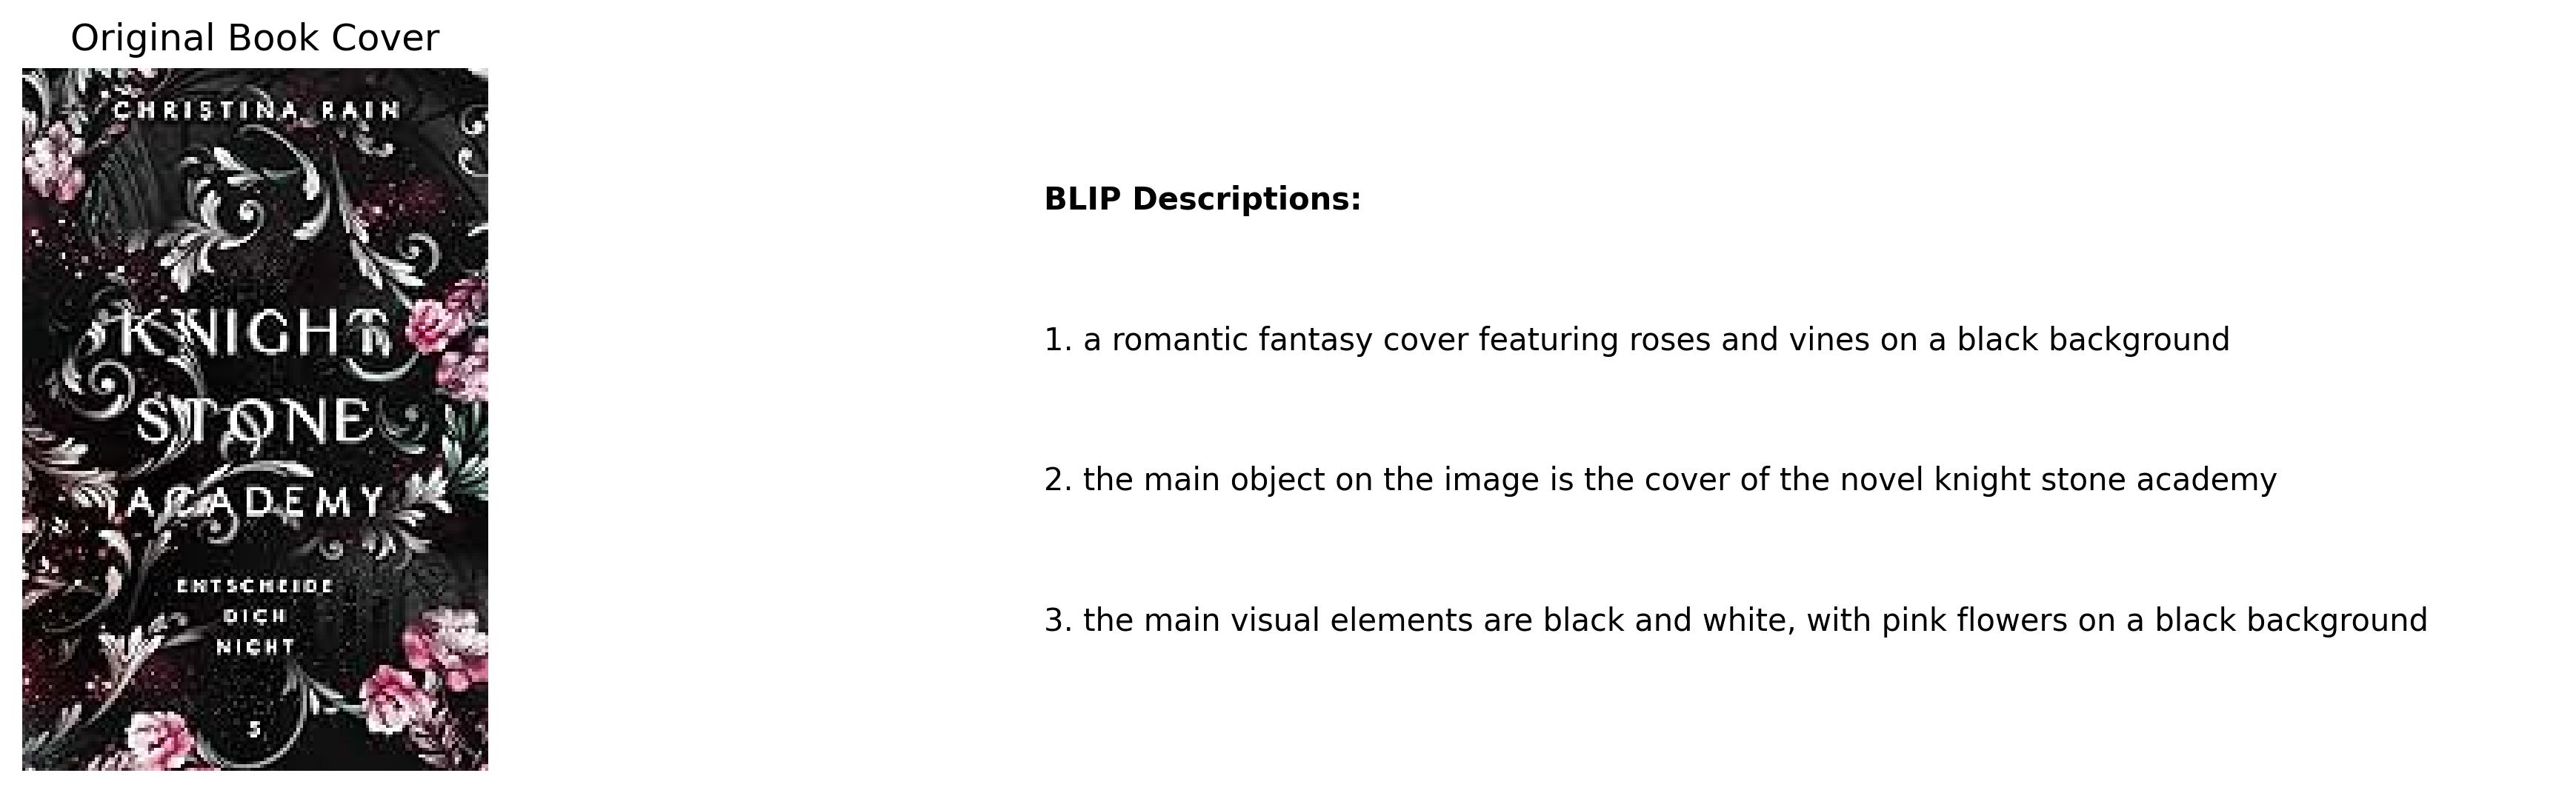 Original Book Cover
CHRISTINA RAIN
KNIGHT
STONE
ACADEMY
ENTSCHEIDE
DICH
NICHT
BLIP Descriptions:
1. a romantic fantasy cover featuring roses and vines on a black background
2. the main object on the image is the cover of the novel knight stone academy
3. the main visual elements are black and white, with pink flowers on a black background